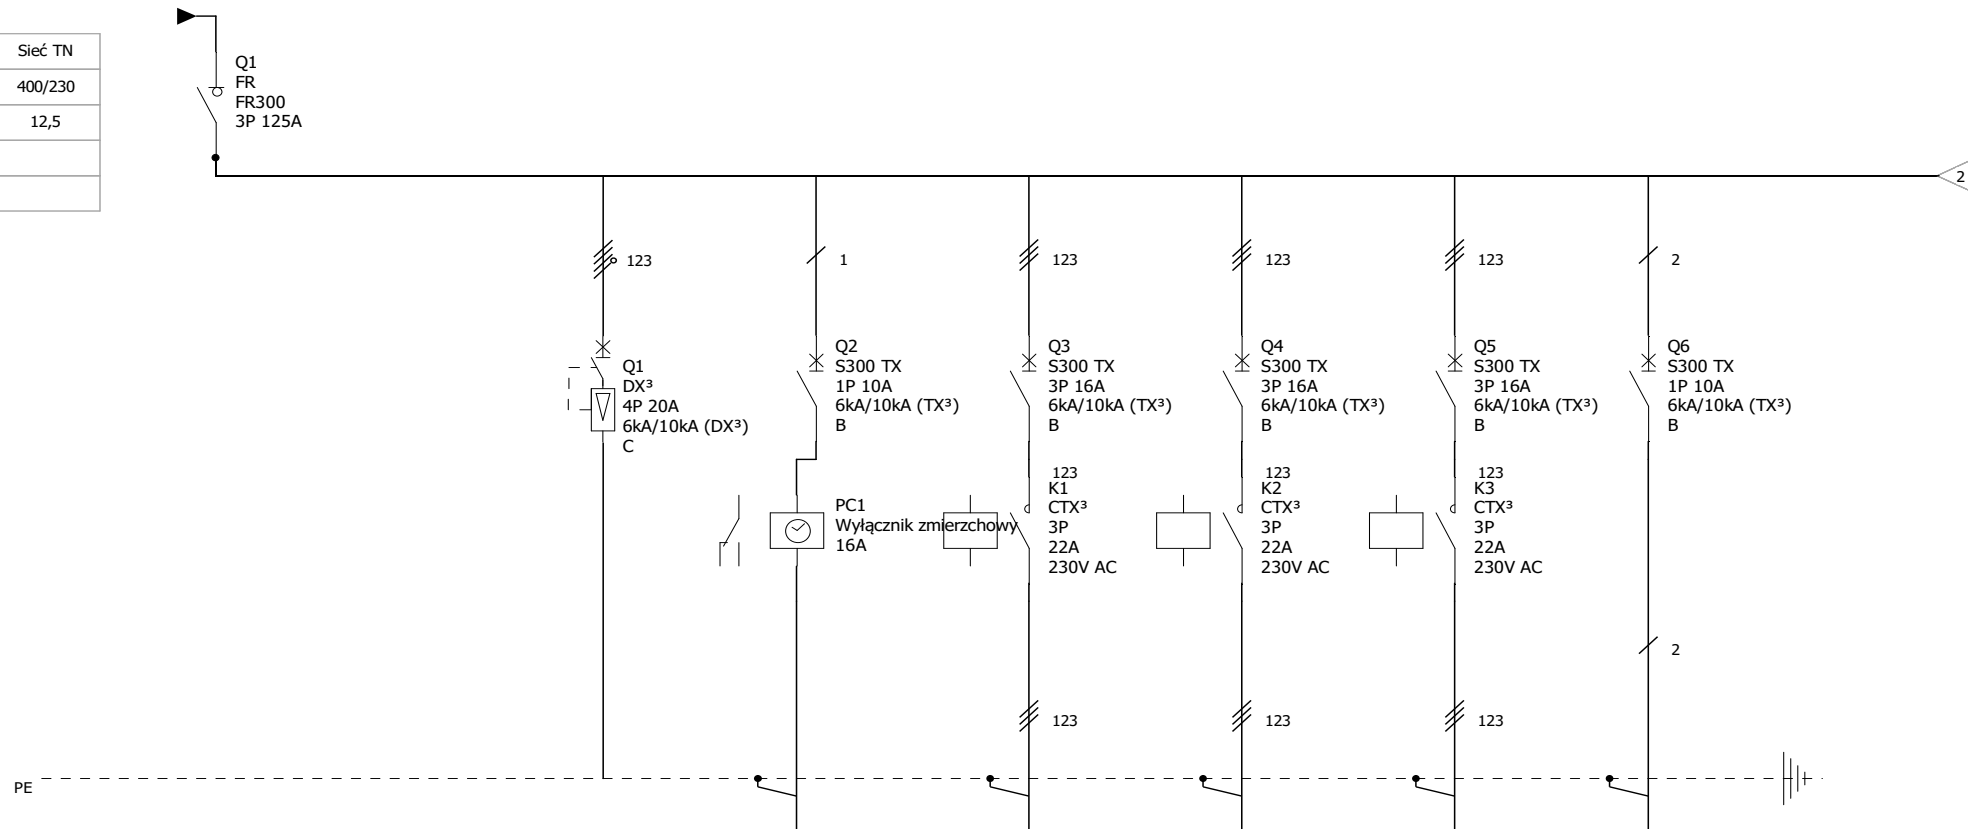 Sieć TN
400/230
12,5
Q1
FR
FR300
3P 125A
2
123
1
123
123
123
2
Q1
DX³
4P 20A
6kA/10kA (DX³)
C
Q2
S300 TX
1P 10A
6kA/10kA (TX³)
B
Q3
S300 TX
3P 16A
6kA/10kA (TX³)
B
Q4
S300 TX
3P 16A
6kA/10kA (TX³)
B
Q5
S300 TX
3P 16A
6kA/10kA (TX³)
B
Q6
S300 TX
1P 10A
6kA/10kA (TX³)
B
PC1
Wyłącznik zmierzchowy
16A
123
K1
CTX³
3P
22A
230V AC
123
K2
CTX³
3P
22A
230V AC
123
K3
CTX³
3P
22A
230V AC
2
123
123
123
PE